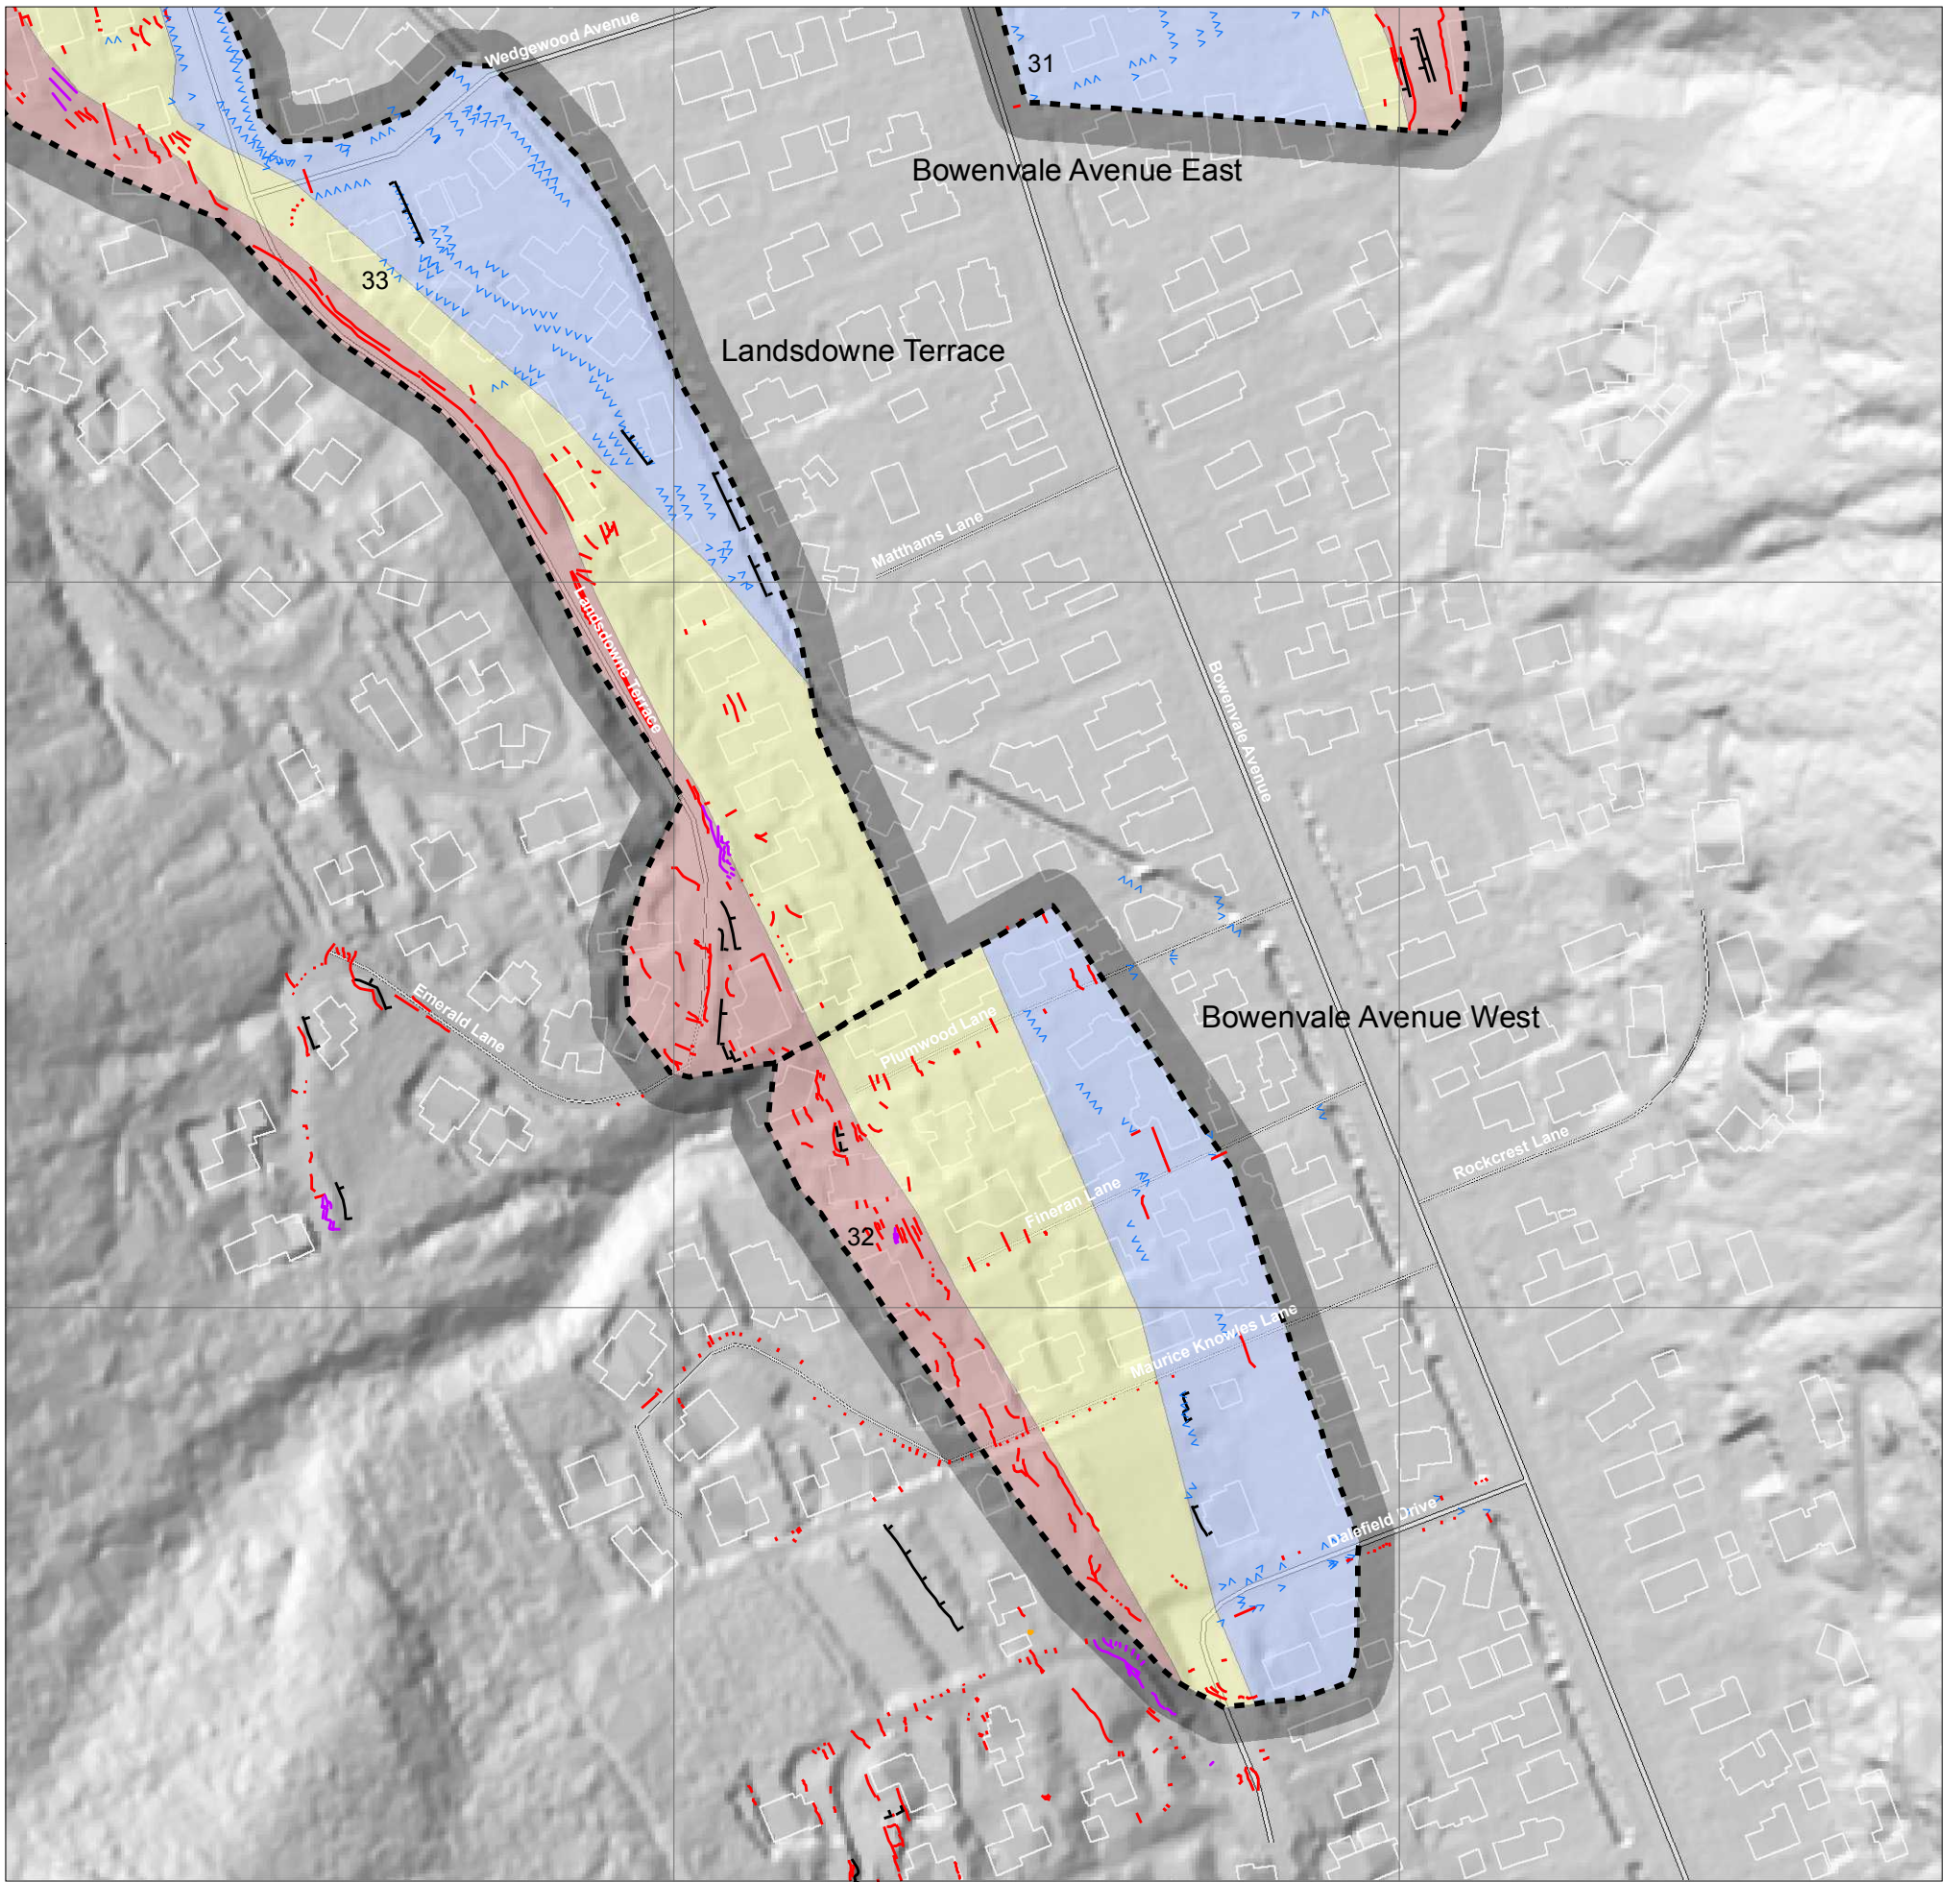 Wedgewood Avenue
31
Bowenvale Avenue East
33
Landsdowne Terrace
Matthams Lane
Landsdowne Terrace
Bowenvale Avenue
Emerald Lane
Plumwood Lane
Bowenvale Avenue West
Rockcrest Lane
Fineran Lane
32
Maurice Knowles Lane
Dalefield Drive